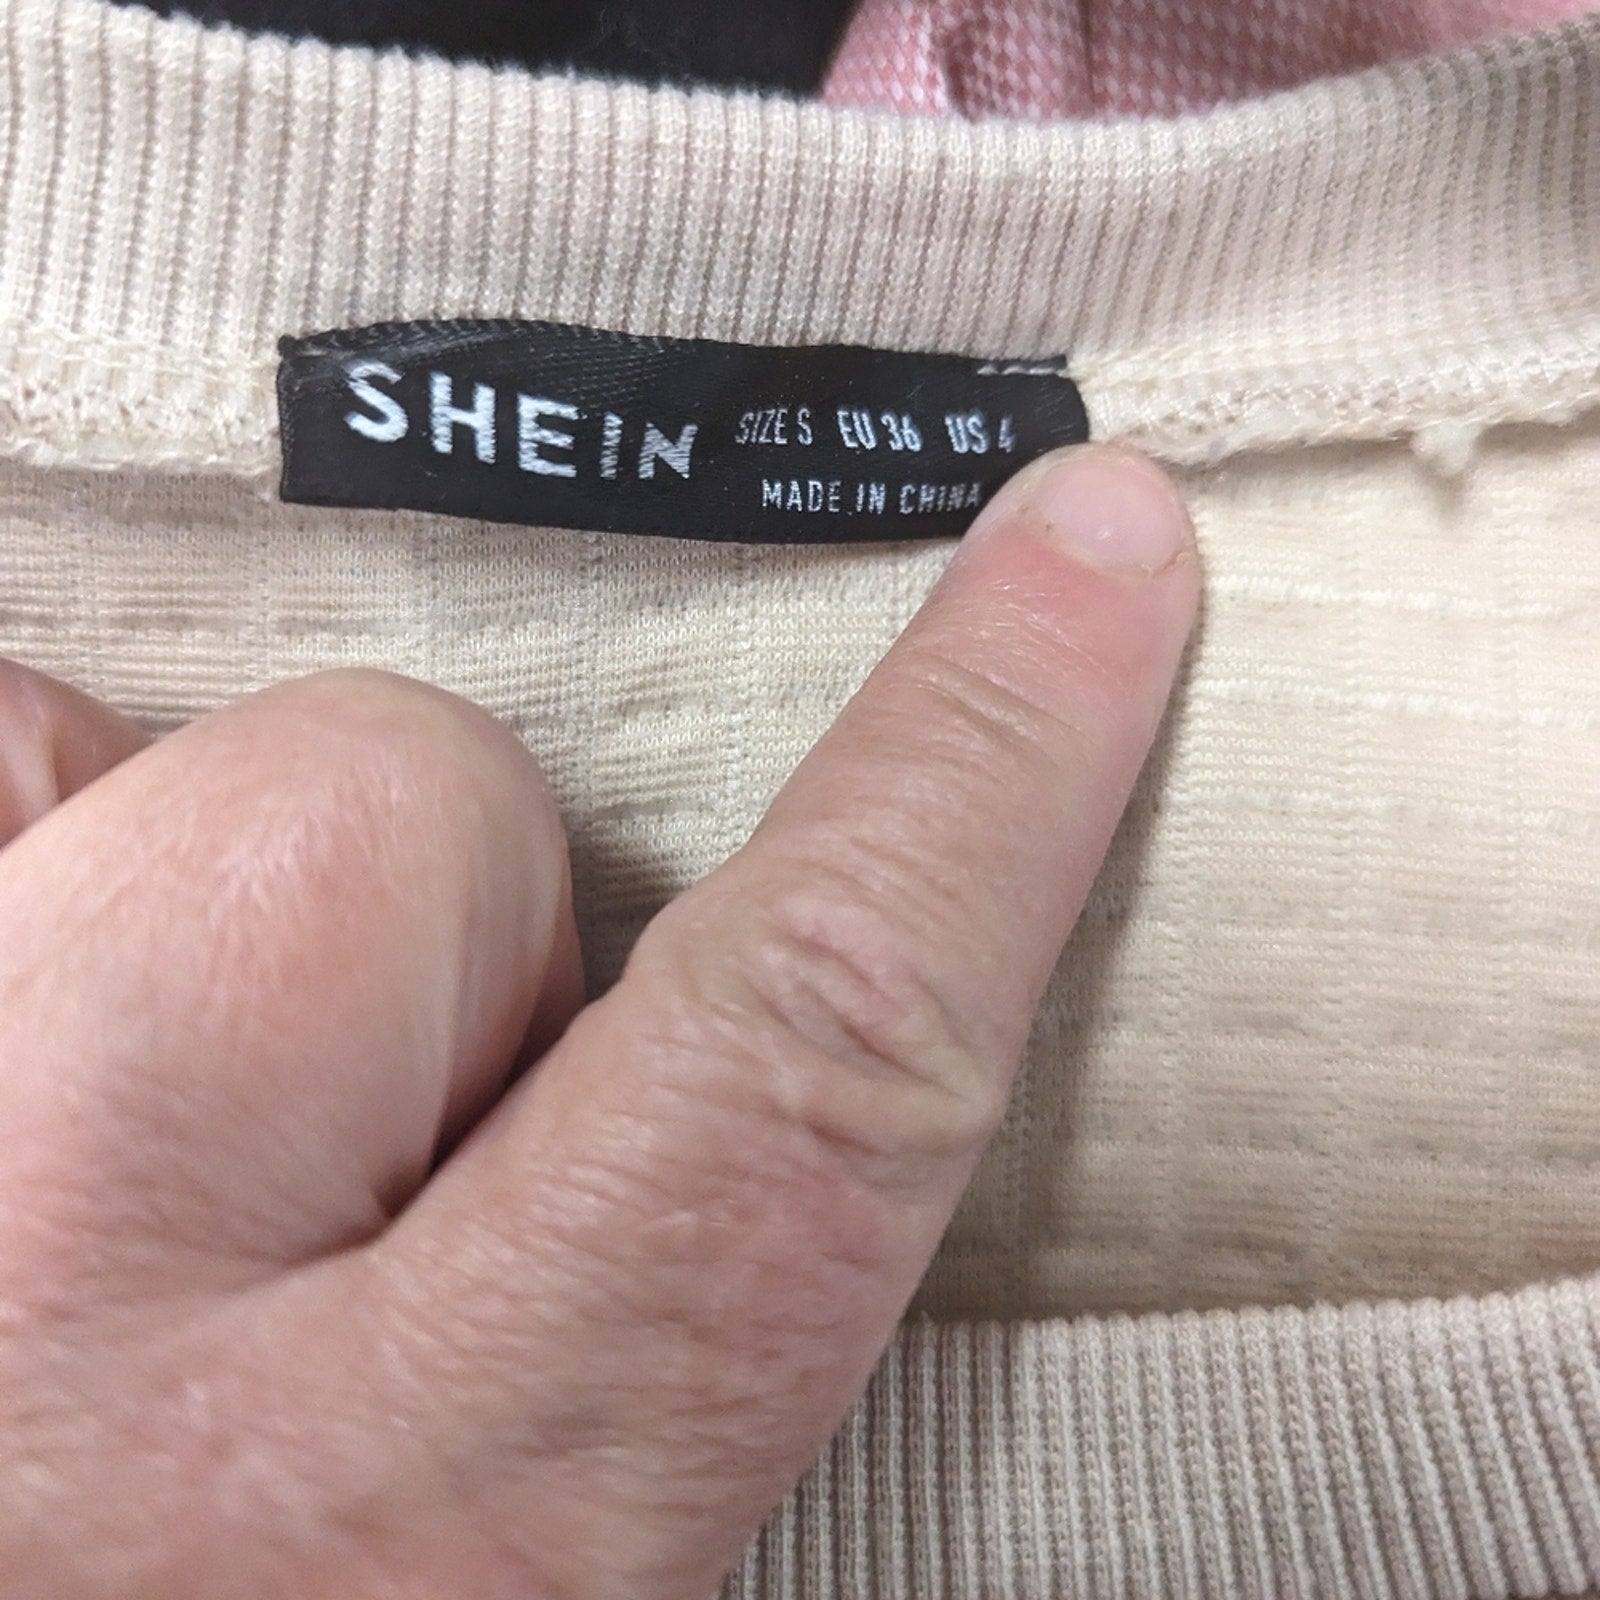 SHEIN SIZE S EU 36 US 4
MADE IN CHINA